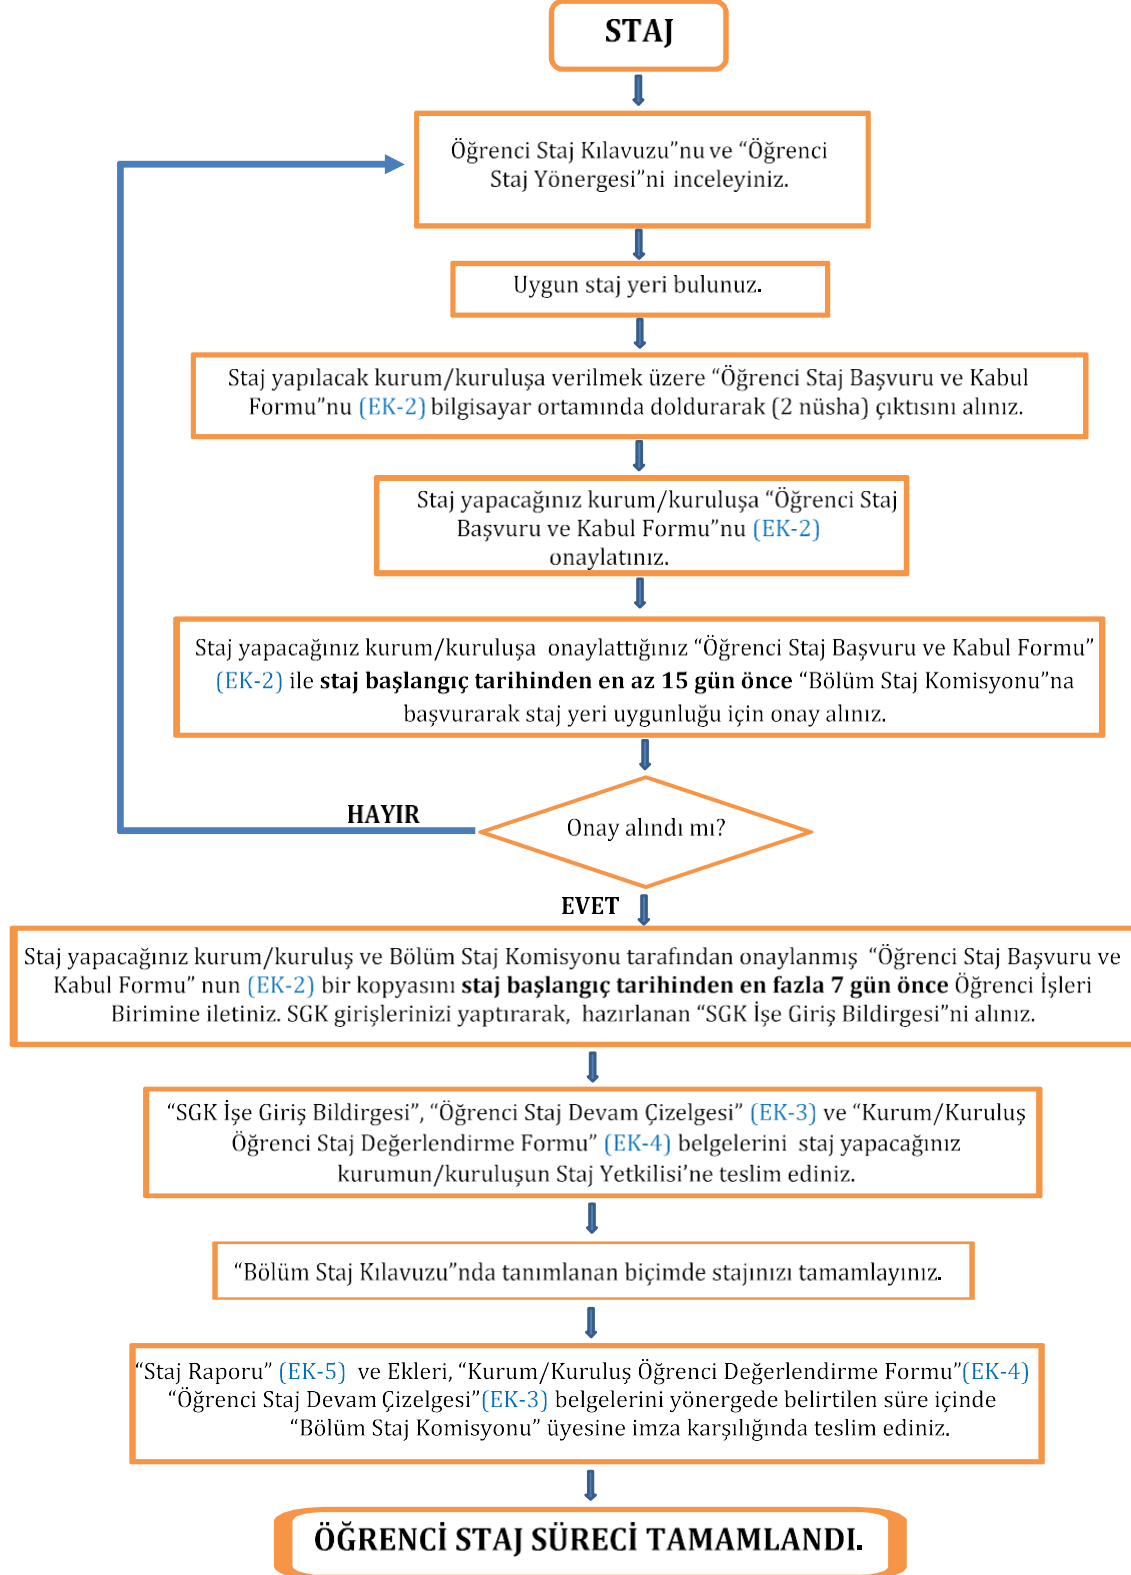 STAJ
Öğrenci Staj Kılavuzu”nu ve “Öğrenci
Staj Yönergesi”ni inceleyiniz.
Uygun staj yeri bulunuz.
Staj yapılacak kurum/kuruluşa verilmek üzere “Öğrenci Staj Başvuru ve Kabul
Formu”nu (EK-2) bilgisayar ortamında doldurarak (2 nüsha) çıktısını alınız.
Staj yapacağınız kurum/kuruluşa “Öğrenci Staj
Başvuru ve Kabul Formu”nu (EK-2)
onaylatınız.
Staj yapacağınız kurum/kuruluşa onaylattığınız “Öğrenci Staj Başvuru ve Kabul Formu”
(EK-2) ile staj başlangıç tarihinden en az 15 gün önce “Bölüm Staj Komisyonu”na
başvurarak staj yeri uygunluğu için onay alınız.
HAYIR
Onay alındı mı?
EVET
Staj yapacağınız kurum/kuruluş ve Bölüm Staj Komisyonu tarafından onaylanmış “Öğrenci Staj Başvuru ve
Kabul Formu” nun (EK-2) bir kopyasını staj başlangıç tarihinden en fazla 7 gün önce Öğrenci İşleri
Birimine iletiniz. SGK girişlerinizi yaptırarak, hazırlanan “SGK İşe Giriş Bildirgesi”ni alınız.
“SGK İşe Giriş Bildirgesi”, “Öğrenci Staj Devam Çizelgesi” (EK-3) ve “Kurum/Kuruluş
Öğrenci Staj Değerlendirme Formu” (EK-4) belgelerini staj yapacağınız
kurumun/kuruluşun Staj Yetkilisi’ne teslim ediniz.
“Bölüm Staj Kılavuzu”nda tanımlanan biçimde stajınızı tamamlayınız.
“Staj Raporu” (EK-5) ve Ekleri, “Kurum/Kuruluş Öğrenci Değerlendirme Formu”(EK-4)
“Öğrenci Staj Devam Çizelgesi”(EK-3) belgelerini yönergede belirtilen süre içinde
“Bölüm Staj Komisyonu” üyesine imza karşılığında teslim ediniz.
ÖĞRENCİ STAJ SÜRECİ TAMAMLANDI.